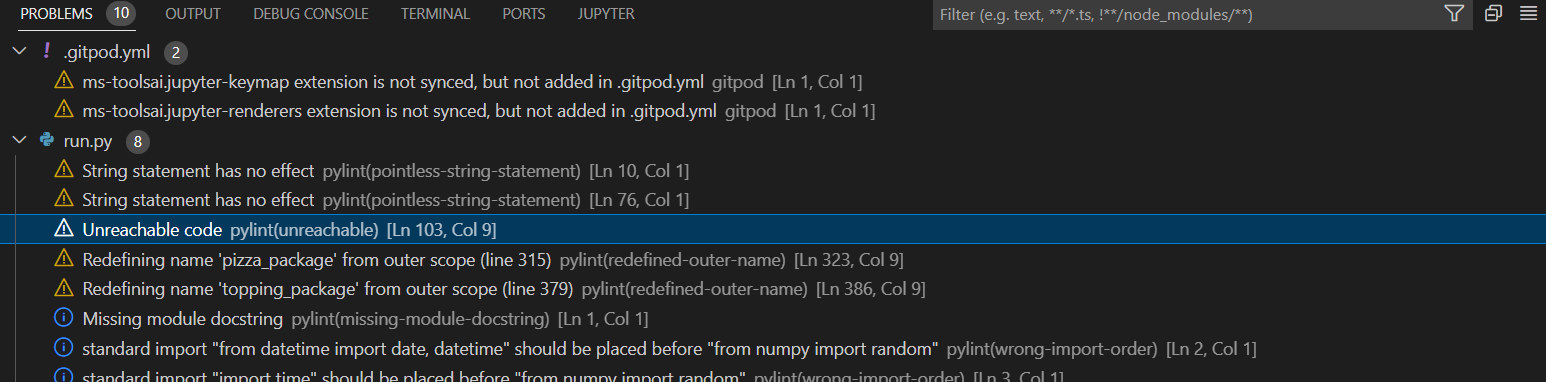 PROBLEMS 10 OUTPUT DEBUG CONSOLE TERMINAL PORTS JUPYTER Filter (e.g. text, **/*.ts, !**/node_modules/**)
! .gitpod.yml 2
ms-toolsai.jupyter-keymap extension is not synced, but not added in .gitpod.yml gitpod [Ln 1, Col 1]
ms-toolsai.jupyter-renderers extension is not synced, but not added in .gitpod.yml gitpod [Ln 1, Col 1]
run.py 8
String statement has no effect pylint(pointless-string-statement) [Ln 10, Col 1]
String statement has no effect pylint(pointless-string-statement) [Ln 76, Col 1]
Unreachable code pylint(unreachable) [Ln 103, Col 9]
Redefining name 'pizza_package' from outer scope (line 315) pylint(redefined-outer-name) [Ln 323, Col 9]
Redefining name 'topping_package' from outer scope (line 379) pylint(redefined-outer-name) [Ln 386, Col 9]
Missing module docstring pylint(missing-module-docstring) [Ln 1, Col 1]
standard import "from datetime import date, datetime" should be placed before "from numpy import random" pylint(wrong-import-order) [Ln 2, Col 1]
standard import "import time" should be placed before "from numpy import random" pylint(wrong-import-order) [Ln 3, Col 1]